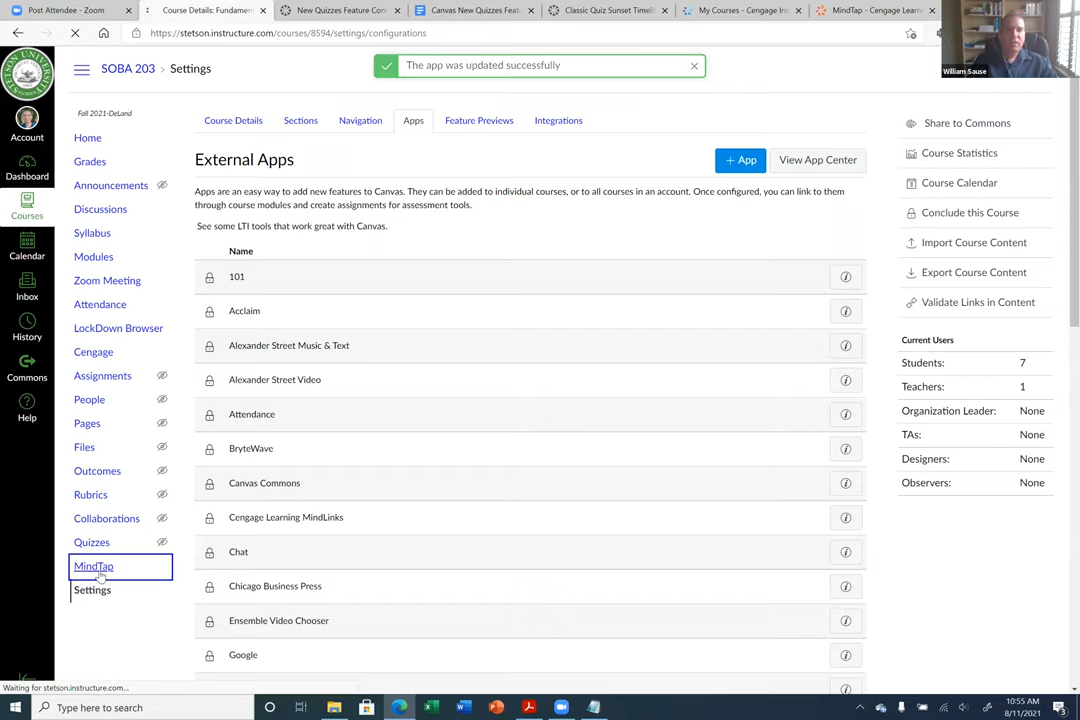 Post Attendee - Zoom
Course Details: Fundamen
New Quizzes Feature Com
Canvas New Quizzes Featu
Classic Quiz Sunset Timeli
My Courses - Cengage In
MindTap - Cengage Learn
https://stetson.instructure.com/courses/8594/settings/configurations
SOBA 203 › Settings
The app was updated successfully
William Sause
Account
Dashboard
Courses
Calendar
Inbox
History
Commons
Help
Fall 2021-DeLand
Home
Grades
Announcements
Discussions
Syllabus
Modules
Zoom Meeting
Attendance
LockDown Browser
Cengage
Assignments
People
Pages
Files
Outcomes
Rubrics
Collaborations
Quizzes
MindTap
Settings
Course Details
Sections
Navigation
Apps
Feature Previews
Integrations
External Apps
+ App
View App Center
Apps are an easy way to add new features to Canvas. They can be added to individual courses, or to all courses in an account. Once configured, you can link to them
through course modules and create assignments for assessment tools.
See some LTI tools that work great with Canvas.
Name
101
Acclaim
Alexander Street Music & Text
Alexander Street Video
Attendance
BryteWave
Canvas Commons
Cengage Learning MindLinks
Chat
Chicago Business Press
Ensemble Video Chooser
Google
Share to Commons
Course Statistics
Course Calendar
Conclude this Course
Import Course Content
Export Course Content
Validate Links in Content
Current Users
Students: 7
Teachers: 1
Organization Leader: None
TAs: None
Designers: None
Observers: None
Waiting for stetson.instructure.com...
Type here to search
10:55 AM
8/11/2021